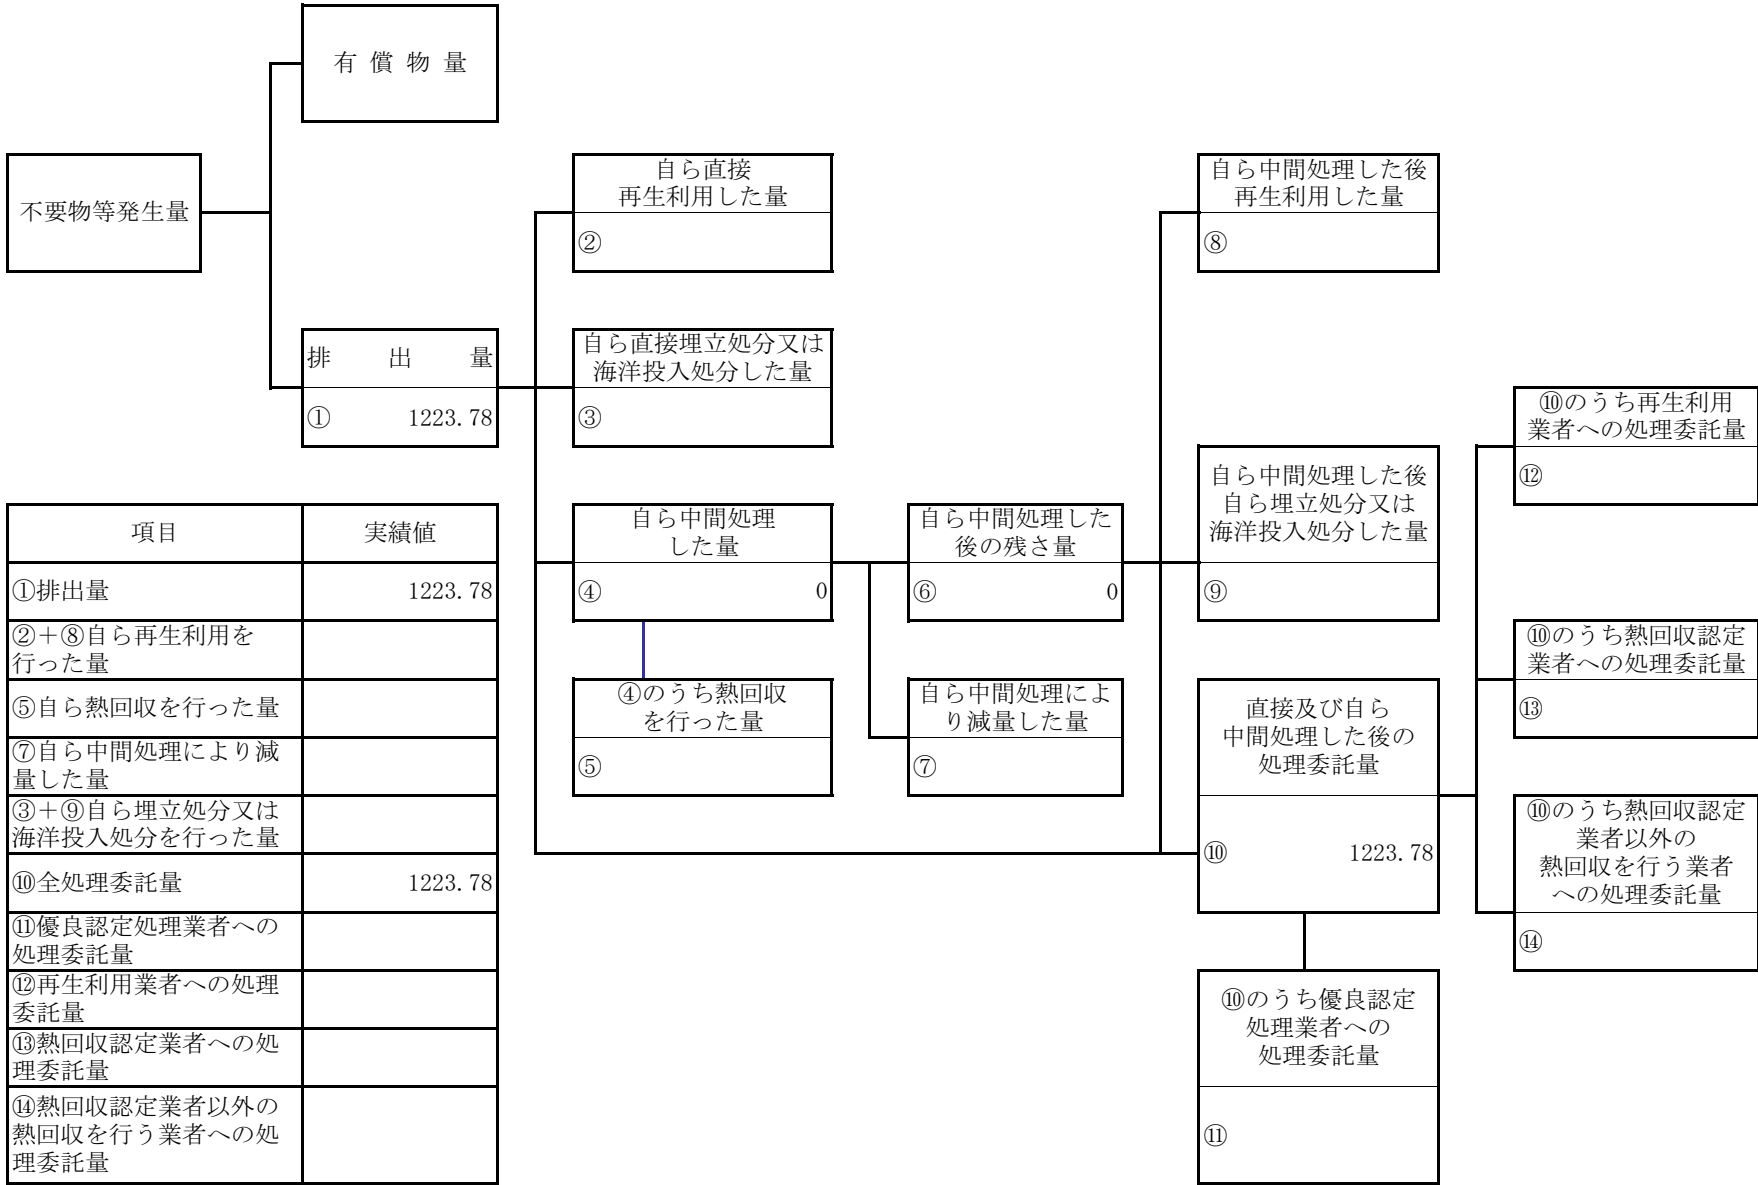 有償物量
不要物等発生量
排出量
① 1223.78
自ら直接
再生利用した量
②
自ら直接埋立処分又は
海洋投入処分した量
③
自ら中間処理
した量
④ 0
④のうち熱回収
を行った量
⑤
自ら中間処理した
後の残さ量
⑥ 0
自ら中間処理によ
り減量した量
⑦
自ら中間処理した後
再生利用した量
⑧
自ら中間処理した後
自ら埋立処分又は
海洋投入処分した量
⑨
直接及び自ら
中間処理した後の
処理委託量
⑩ 1223.78
⑩のうち優良認定
処理業者への
処理委託量
⑪
⑩のうち再生利用
業者への処理委託量
⑫
⑩のうち熱回収認定
業者への処理委託量
⑬
⑩のうち熱回収認定
業者以外の
熱回収を行う業者
への処理委託量
⑭
項目 実績値
①排出量 1223.78
②＋⑧自ら再生利用を
行った量
⑤自ら熱回収を行った量
⑦自ら中間処理により減
量した量
③＋⑨自ら埋立処分又は
海洋投入処分を行った量
⑩全処理委託量 1223.78
⑪優良認定処理業者への
処理委託量
⑫再生利用業者への処理
委託量
⑬熱回収認定業者への処
理委託量
⑭熱回収認定業者以外の
熱回収を行う業者への処
理委託量